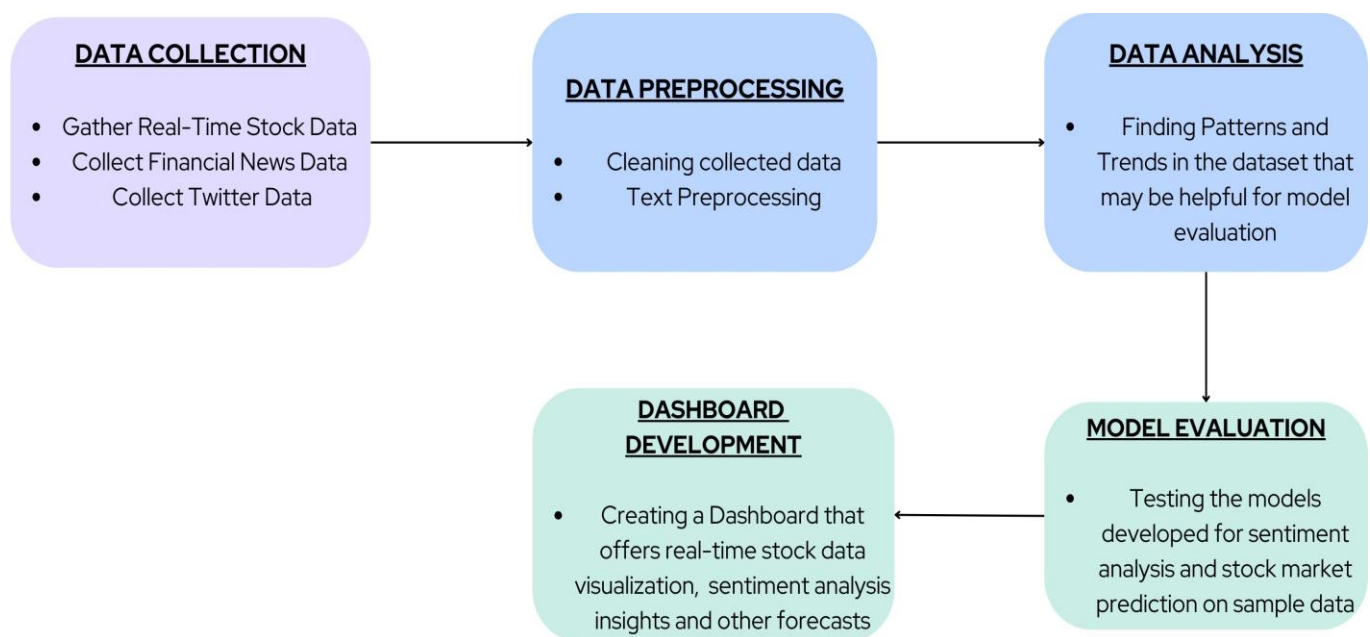 DATA COLLECTION
• Gather Real-Time Stock Data
• Collect Financial News Data
• Collect Twitter Data
DATA PREPROCESSING
• Cleaning collected data
• Text Preprocessing
DATA ANALYSIS
• Finding Patterns and
Trends in the dataset that
may be helpful for model
evaluation
MODEL EVALUATION
• Testing the models
developed for sentiment
analysis and stock market
prediction on sample data
DASHBOARD
DEVELOPMENT
• Creating a Dashboard that
offers real-time stock data
visualization, sentiment analysis
insights and other forecasts